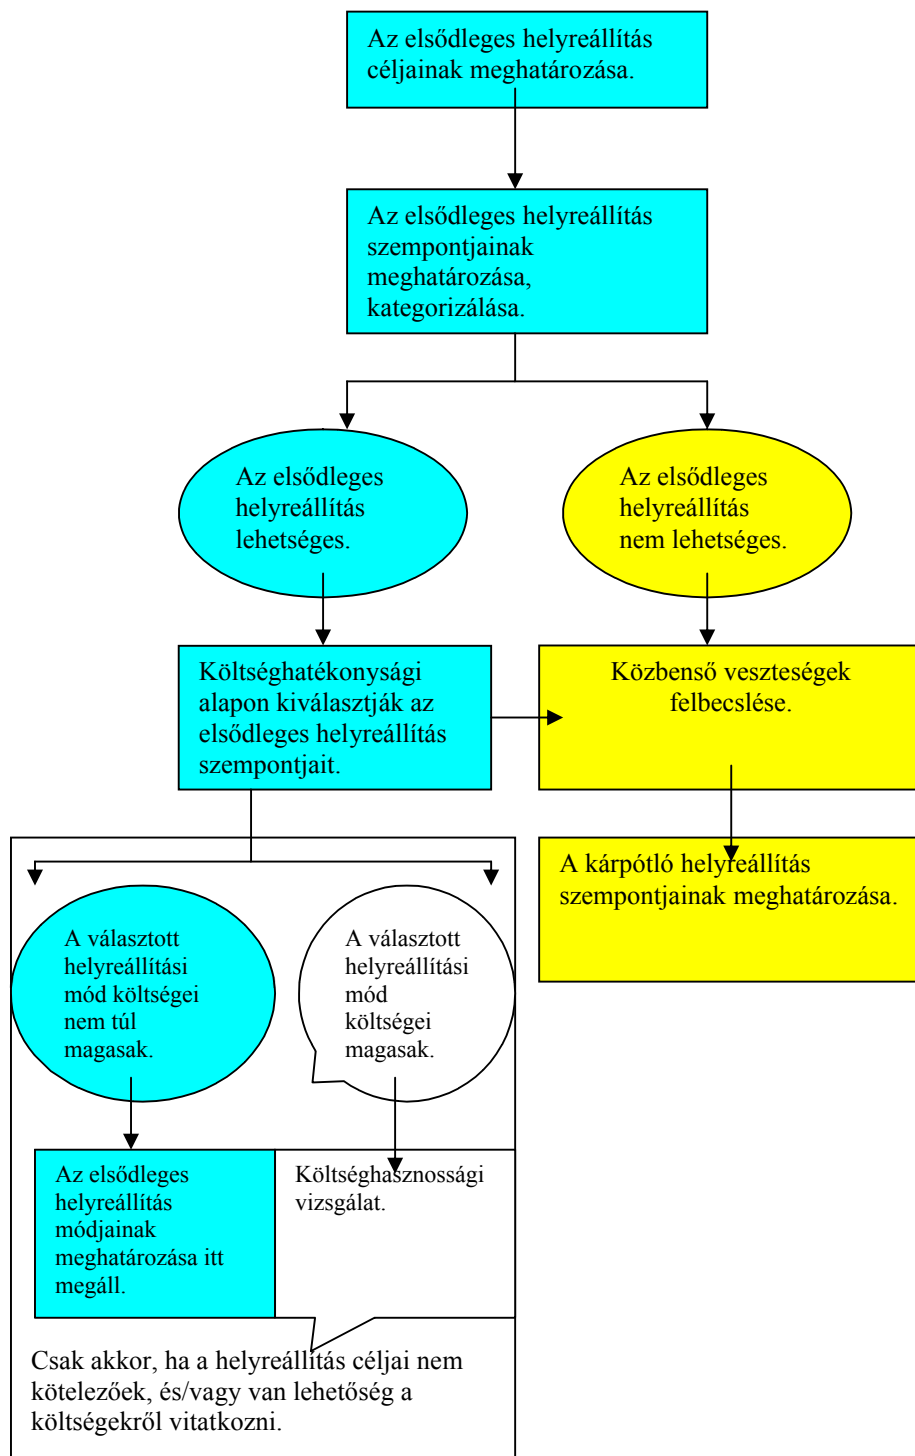 Az elsődleges helyreállítás
céljainak meghatározása.
Az elsődleges helyreállítás
szempontjainak
meghatározása,
kategorizálása.
Az elsődleges
helyreállítás
lehetséges.
Az elsődleges
helyreállítás
nem lehetséges.
Költséghatékonysági
alapon kiválasztják az
elsődleges helyreállítás
szempontjait.
Közbenső veszteségek
felbecslése.
A kárpótló helyreállítás
szempontjainak meghatározása.
A választott
helyreállítási
mód költségei
nem túl
magasak.
A választott
helyreállítási
mód
költségei
magasak.
Az elsődleges
helyreállítás
módjainak
meghatározása itt
megáll.
Költséghasznossági
vizsgálat.
Csak akkor, ha a helyreállítás céljai nem
kötelezőek, és/vagy van lehetőség a
költségekről vitatkozni.